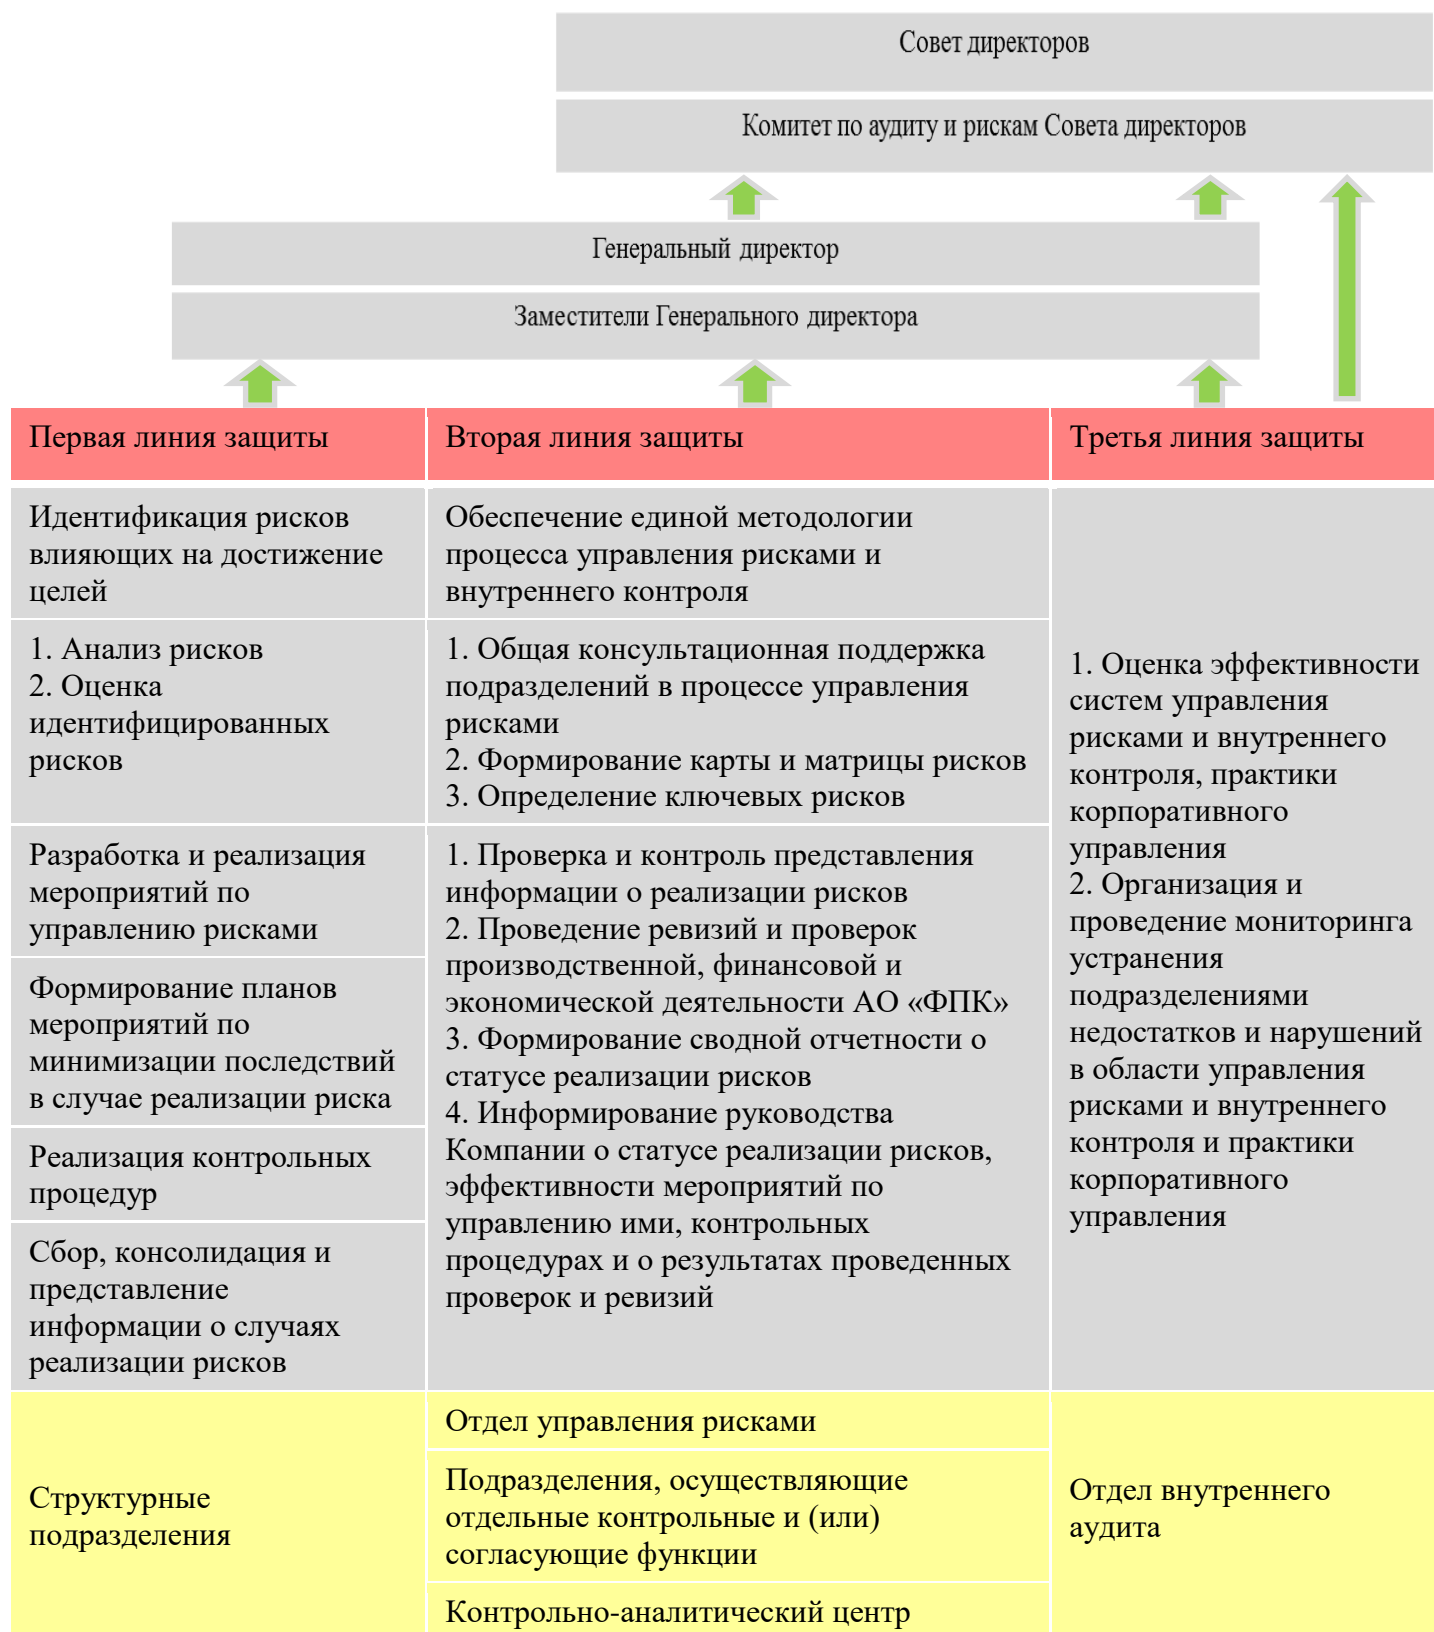 Совет директоров
Комитет по аудиту и рискам Совета директоров
Генеральный директор
Заместители Генерального директора
Первая линия защиты
Вторая линия защиты
Третья линия защиты
Идентификация рисков
влияющих на достижение
целей
Обеспечение единой методологии
процесса управления рисками и
внутреннего контроля
1. Анализ рисков
2. Оценка
идентифицированных
рисков
1. Общая консультационная поддержка
подразделений в процессе управления
рисками
2. Формирование карты и матрицы рисков
3. Определение ключевых рисков
Разработка и реализация
мероприятий по
управлению рисками
Формирование планов
мероприятий по
минимизации последствий
в случае реализации риска
Реализация контрольных
процедур
Сбор, консолидация и
представление
информации о случаях
реализации рисков
1. Проверка и контроль представления
информации о реализации рисков
2. Проведение ревизий и проверок
производственной, финансовой и
экономической деятельности АО «ФПК»
3. Формирование сводной отчетности о
статусе реализации рисков
4. Информирование руководства
Компании о статусе реализации рисков,
эффективности мероприятий по
управлению ими, контрольных
процедурах и о результатах проведенных
проверок и ревизий
1. Оценка эффективности
систем управления
рисками и внутреннего
контроля, практики
корпоративного
управления
2. Организация и
проведение мониторинга
устранения
подразделениями
недостатков и нарушений
в области управления
рисками и внутреннего
контроля и практики
корпоративного
управления
Структурные
подразделения
Отдел управления рисками
Подразделения, осуществляющие
отдельные контрольные и (или)
согласующие функции
Контрольно-аналитический центр
Отдел внутреннего
аудита